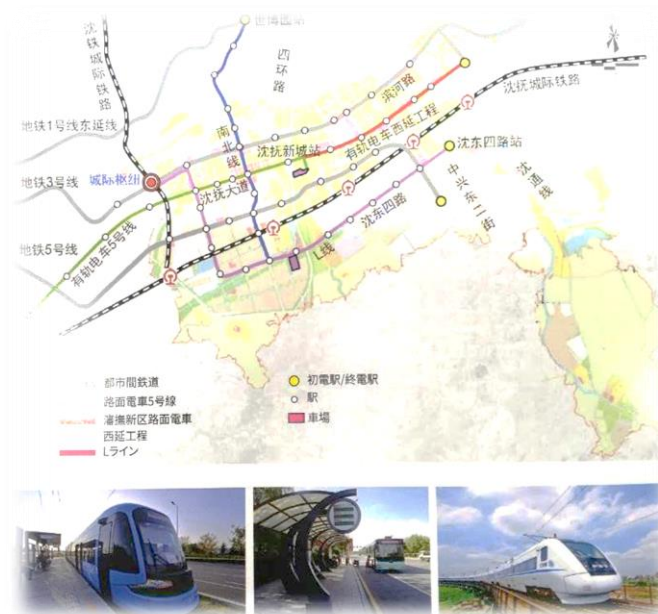 世博园站
沈铁城际铁路
四环路
滨河路
沈抚城际铁路
地铁1号线东延线
南北线
有轨电车西延工程
沈抚新城站
沈东四路站
地铁3号线
城际枢纽
沈抚大道
中兴东二街
沈通线
沈东四路
地铁5号线
有轨电车5号线
L线
都市間鉄道
路面電車5号線
瀋撫新区路面電車
西延工程
Lライン
初電駅/終電駅
駅
車場